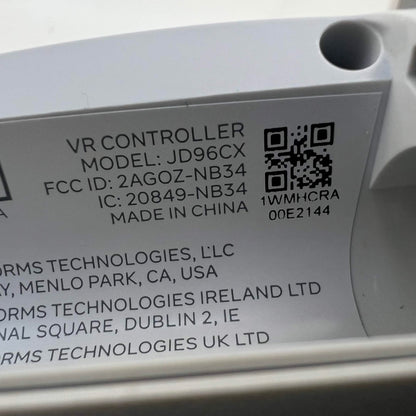 VR CONTROLLER
MODEL: JD96CX
FCC ID: 2AGOZ-NB34
IC: 20849-NB34
MADE IN CHINA
1WMHCRA
00E2144
ORMS TECHNOLOGIES, LLC
Y, MENLO PARK, CA, USA
ORMS TECHNOLOGIES IRELAND LTD
NAL SQUARE, DUBLIN 2, IE
ORMS TECHNOLOGIES UK LTD